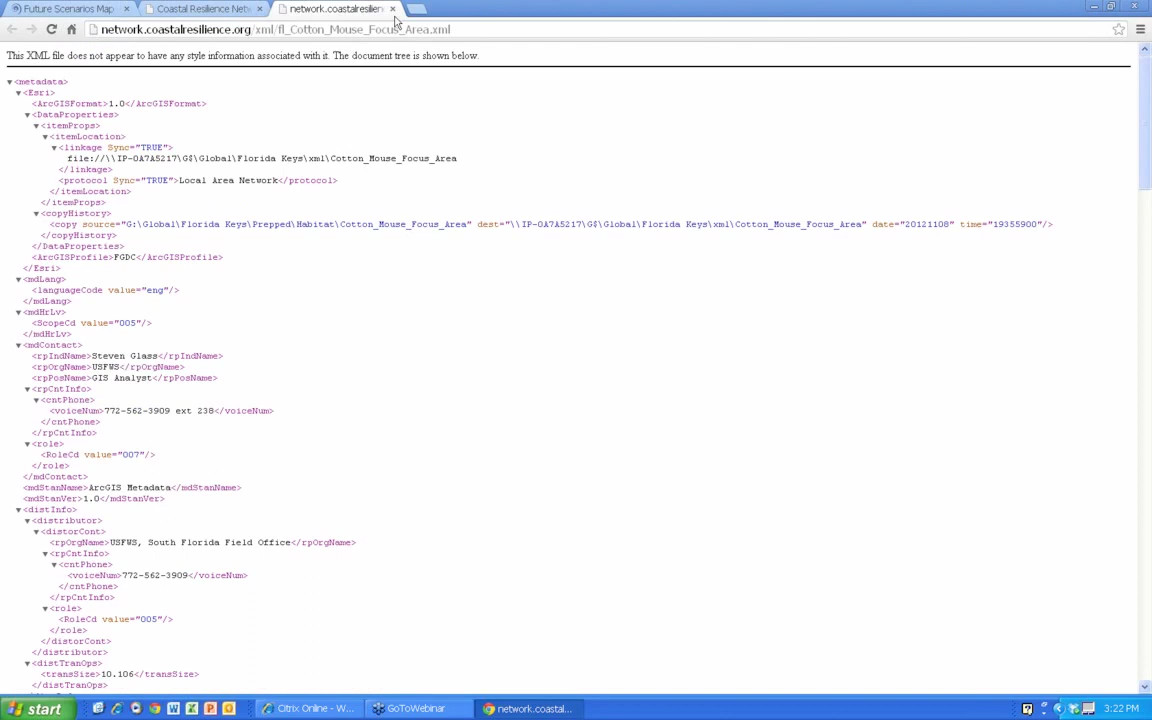 Future Scenarios Map
Coastal Resilience Netw
network.coastalresilien
network.coastalresilience.org/xml/fl_Cotton_Mouse_Focus_Area.xml
This XML file does not appear to have any style information associated with it. The document tree is shown below.
<metadata>
<Esri>
<ArcGISFormat>1.0</ArcGISFormat>
<DataProperties>
<itemProps>
<itemLocation>
<linkage Sync="TRUE">
file://\\IP-0A7A5217\G$\Global\Florida Keys\xml\Cotton_Mouse_Focus_Area
</linkage>
<protocol Sync="TRUE">Local Area Network</protocol>
</itemLocation>
</itemProps>
<copyHistory>
<copy source="G:\Global\Florida Keys\Prepped\Habitat\Cotton_Mouse_Focus_Area" dest="\\IP-0A7A5217\G$\Global\Florida Keys\xml\Cotton_Mouse_Focus_Area" date="20121108" time="19355900"/>
</copyHistory>
</DataProperties>
<ArcGISProfile>FGDC</ArcGISProfile>
</Esri>
<mdLang>
<languageCode value="eng"/>
</mdLang>
<mdHrLv>
<ScopeCd value="005"/>
</mdHrLv>
<mdContact>
<rpIndName>Steven Glass</rpIndName>
<rpOrgName>USFWS</rpOrgName>
<rpPosName>GIS Analyst</rpPosName>
<rpCntInfo>
<cntPhone>
<voiceNum>772-562-3909 ext 238</voiceNum>
</cntPhone>
</rpCntInfo>
<role>
<RoleCd value="007"/>
</role>
</mdContact>
<mdStanName>ArcGIS Metadata</mdStanName>
<mdStanVer>1.0</mdStanVer>
<distInfo>
<distributor>
<distorCont>
<rpOrgName>USFWS, South Florida Field Office</rpOrgName>
<rpCntInfo>
<cntPhone>
<voiceNum>772-562-3909</voiceNum>
</cntPhone>
</rpCntInfo>
<role>
<RoleCd value="005"/>
</role>
</distorCont>
</distributor>
<distTranOps>
<transSize>10.106</transSize>
</distTranOps>
start
Citrix Online - W...
GoToWebinar
network.coastal...
3:22 PM